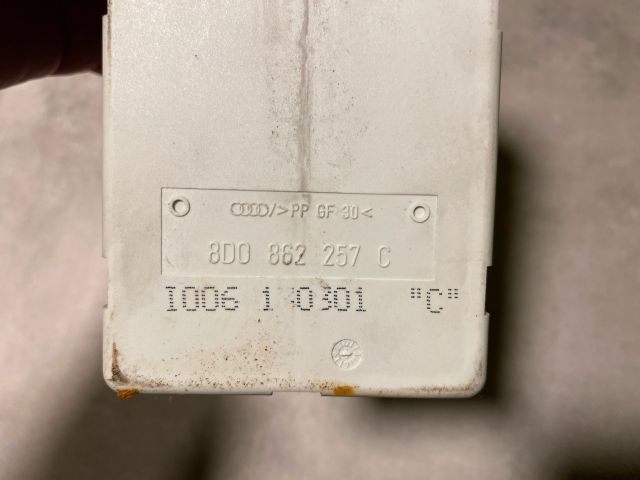 />PP GF 30<
8D0 862 257 C
I006 1 0301 "C"